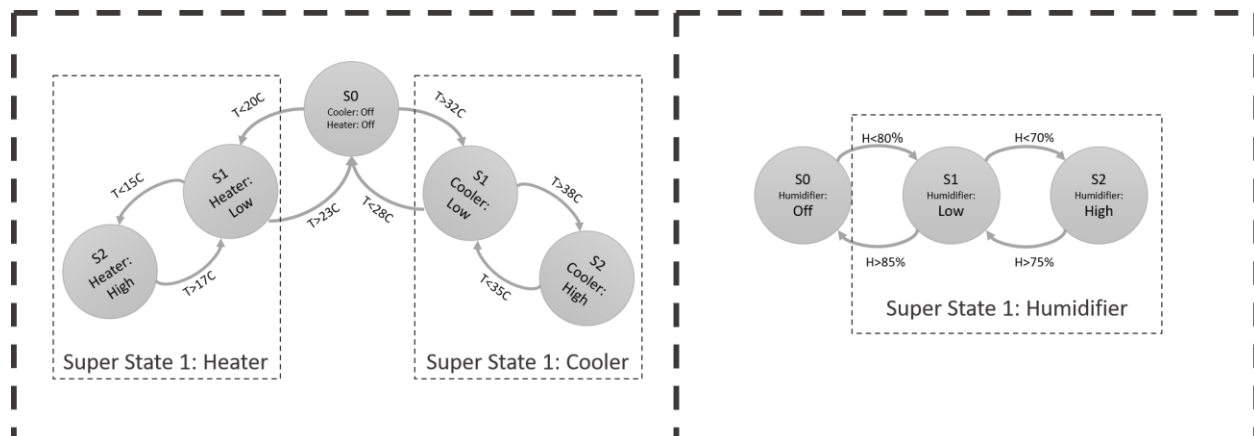 S0
Cooler: Off
Heater: Off
T<20C
T>32C
S1
Heater:
Low
T<15C
T>23C
S2
Heater:
High
T>17C
Super State 1: Heater
S1
Cooler:
Low
T<28C
T>38C
S2
Cooler:
High
T<35C
Super State 1: Cooler
H<80%
H<70%
S0
Humidifier:
Off
S1
Humidifier:
Low
S2
Humidifier:
High
H>85%
H>75%
Super State 1: Humidifier